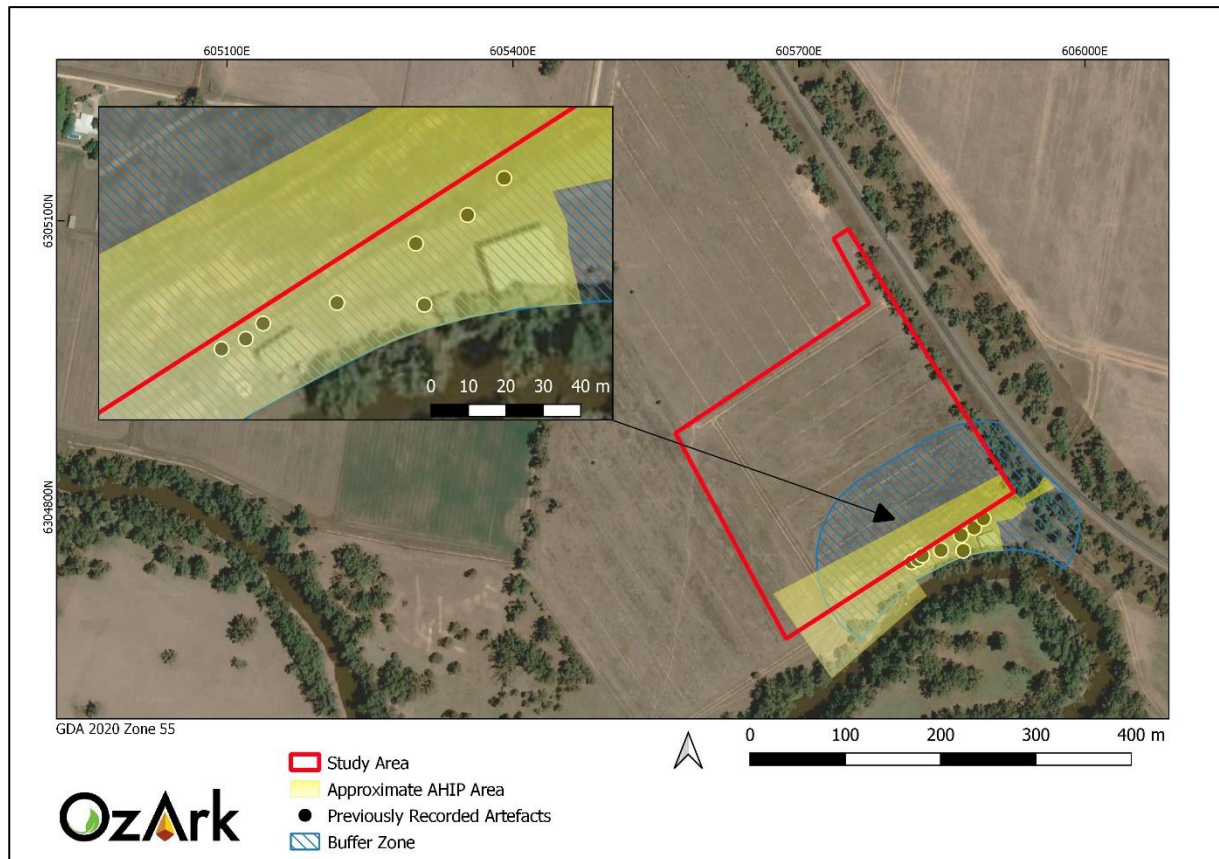 605100E 605400E 605700E 606000E
6305100N
6304800N
0 10 20 30 40 m
GDA 2020 Zone 55
0 100 200 300 400 m
Study Area
Approximate AHIP Area
Previously Recorded Artefacts
Buffer Zone
OzArk